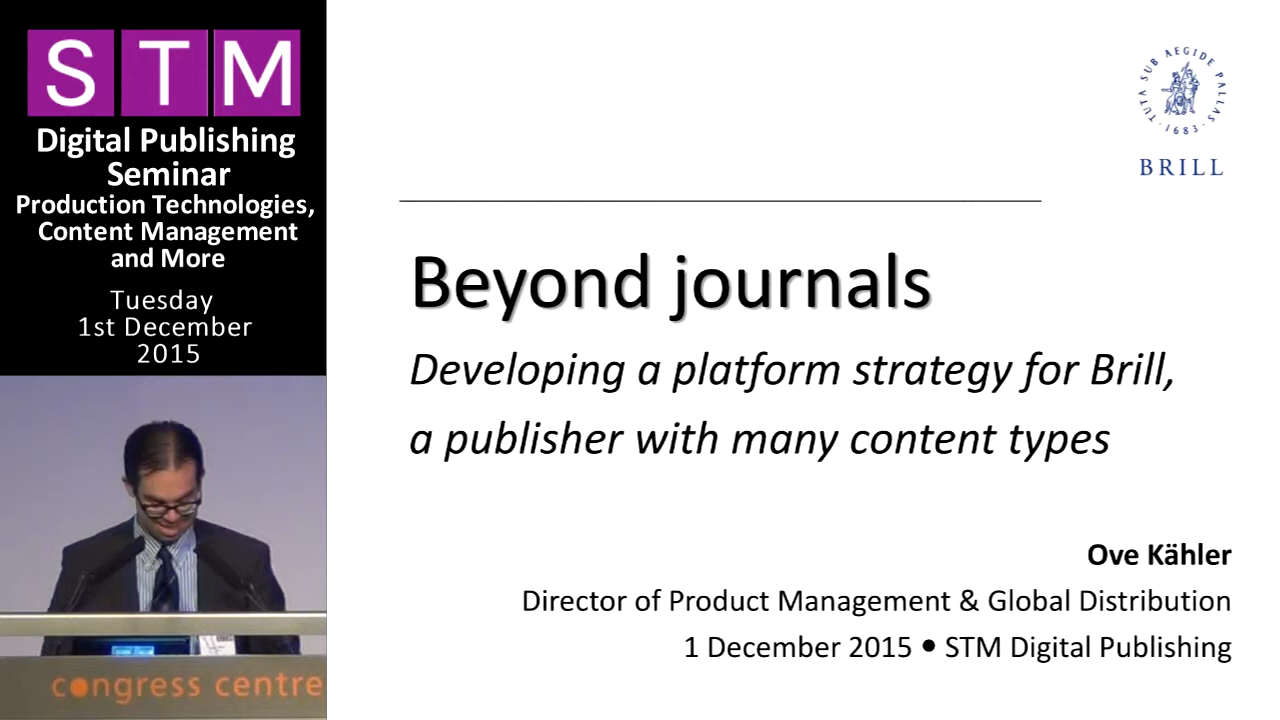 STM
Digital Publishing
Seminar
Production Technologies,
Content Management
and More
Tuesday
1st December
2015
congress centre
TUTA SUB AEGIDE PALLAS · 1683 ·
BRILL
Beyond journals
Developing a platform strategy for Brill,
a publisher with many content types
Ove Kähler
Director of Product Management & Global Distribution
1 December 2015 • STM Digital Publishing